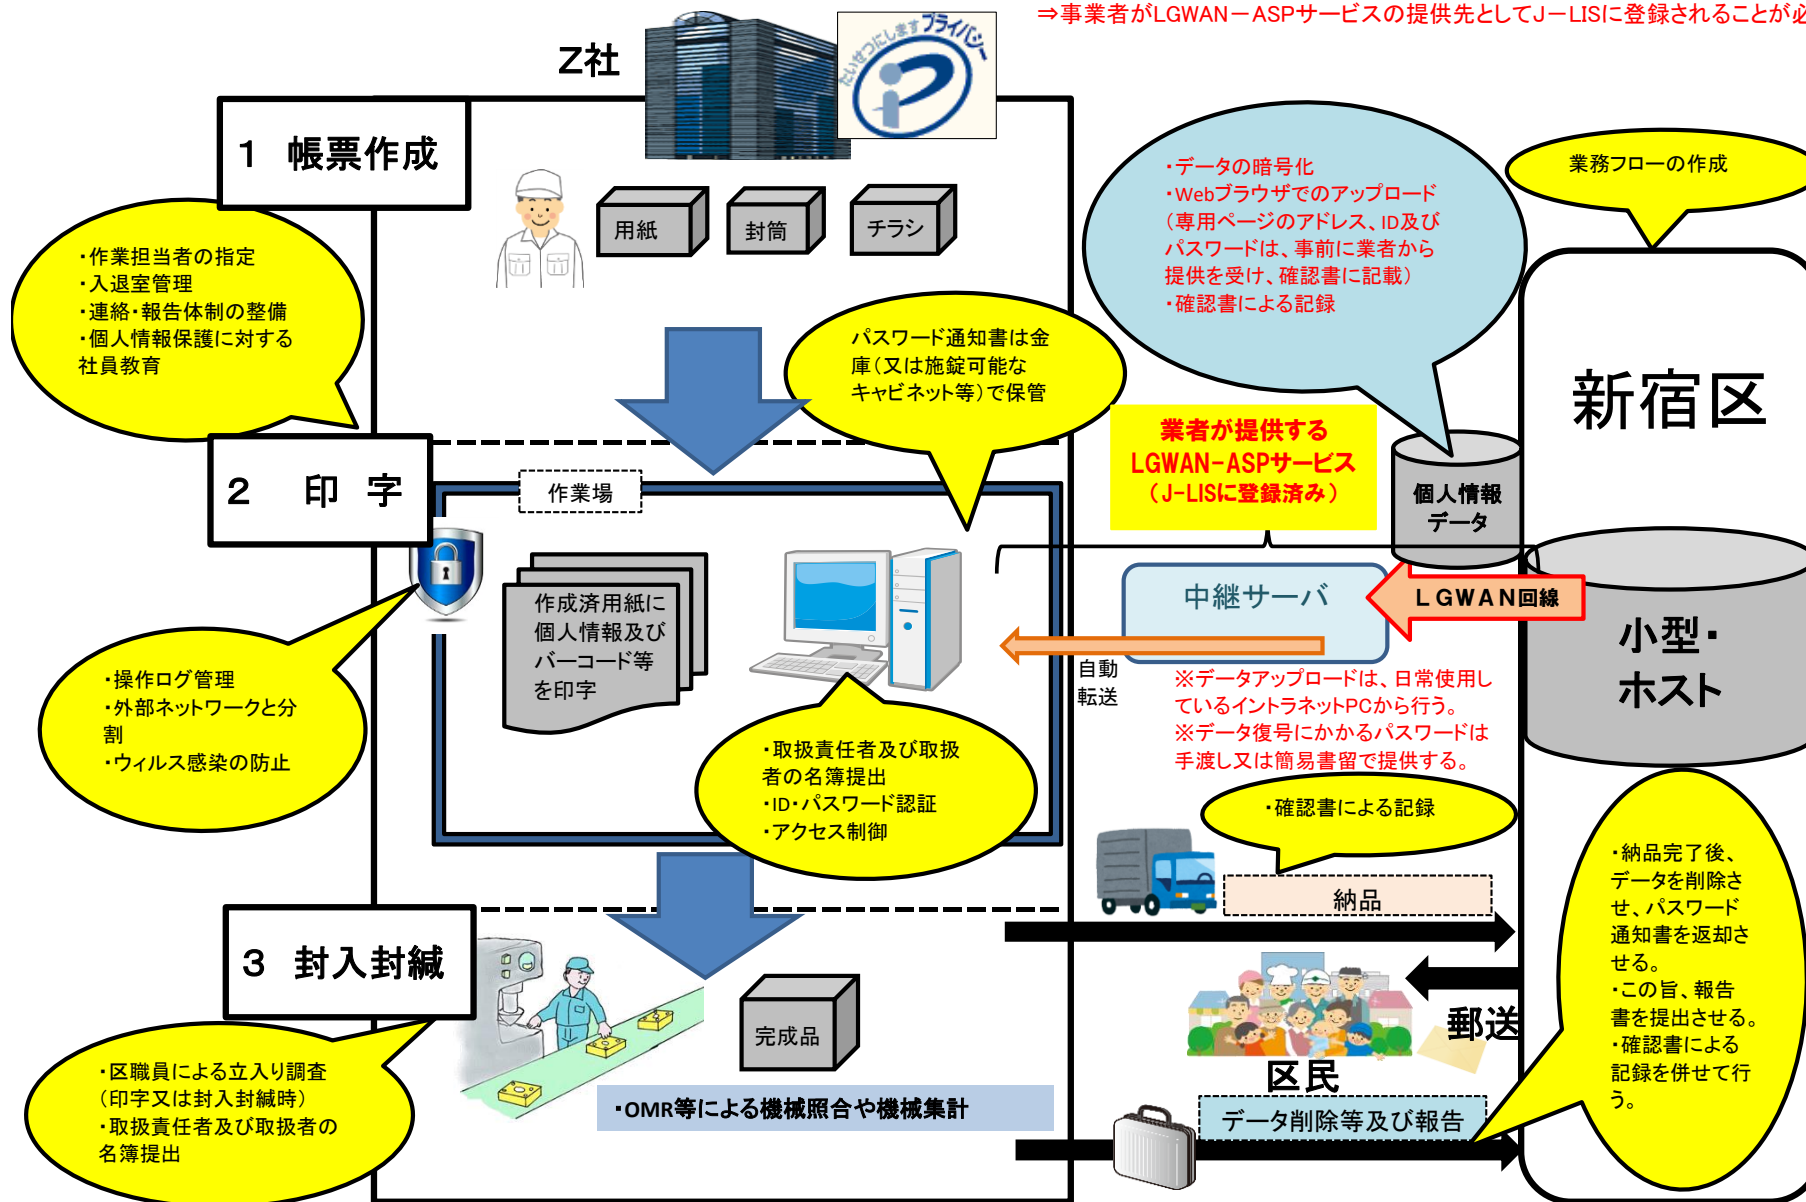 ⇒事業者がLGWAN－ASPサービスの提供先としてJ－LISに登録されることが必
Z社
たいせつにしますプライバシー
1 帳票作成
用紙
封筒
チラシ
・作業担当者の指定
・入退室管理
・連絡・報告体制の整備
・個人情報保護に対する
社員教育
・データの暗号化
・Webブラウザでのアップロード
（専用ページのアドレス、ID及び
パスワードは、事前に業者から
提供を受け、確認書に記載）
・確認書による記録
業務フローの作成
新宿区
パスワード通知書は金
庫（又は施錠可能な
キャビネット等）で保管
業者が提供する
LGWAN-ASPサービス
（J-LISに登録済み）
個人情報
データ
2 印 字
作業場
作成済用紙に
個人情報及び
バーコード等
を印字
中継サーバ
ＬＧWＡＮ回線
小型・
ホスト
自動
転送
・操作ログ管理
・外部ネットワークと分
割
・ウィルス感染の防止
※データアップロードは、日常使用し
ているイントラネットPCから行う。
※データ復号にかかるパスワードは
手渡し又は簡易書留で提供する。
・取扱責任者及び取扱
者の名簿提出
・ID・パスワード認証
・アクセス制御
・確認書による記録
納品
・納品完了後、
データを削除さ
せ、パスワード
通知書を返却さ
せる。
・この旨、報告
書を提出させる。
・確認書による
記録を併せて行
う。
3 封入封緘
完成品
郵送
区民
・区職員による立入り調査
（印字又は封入封緘時）
・取扱責任者及び取扱者の
名簿提出
・OMR等による機械照合や機械集計
データ削除等及び報告